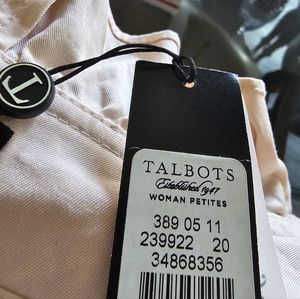 T
TALBOTS
Established 1947
WOMAN PETITES
389 05 11
239922 20
34868356